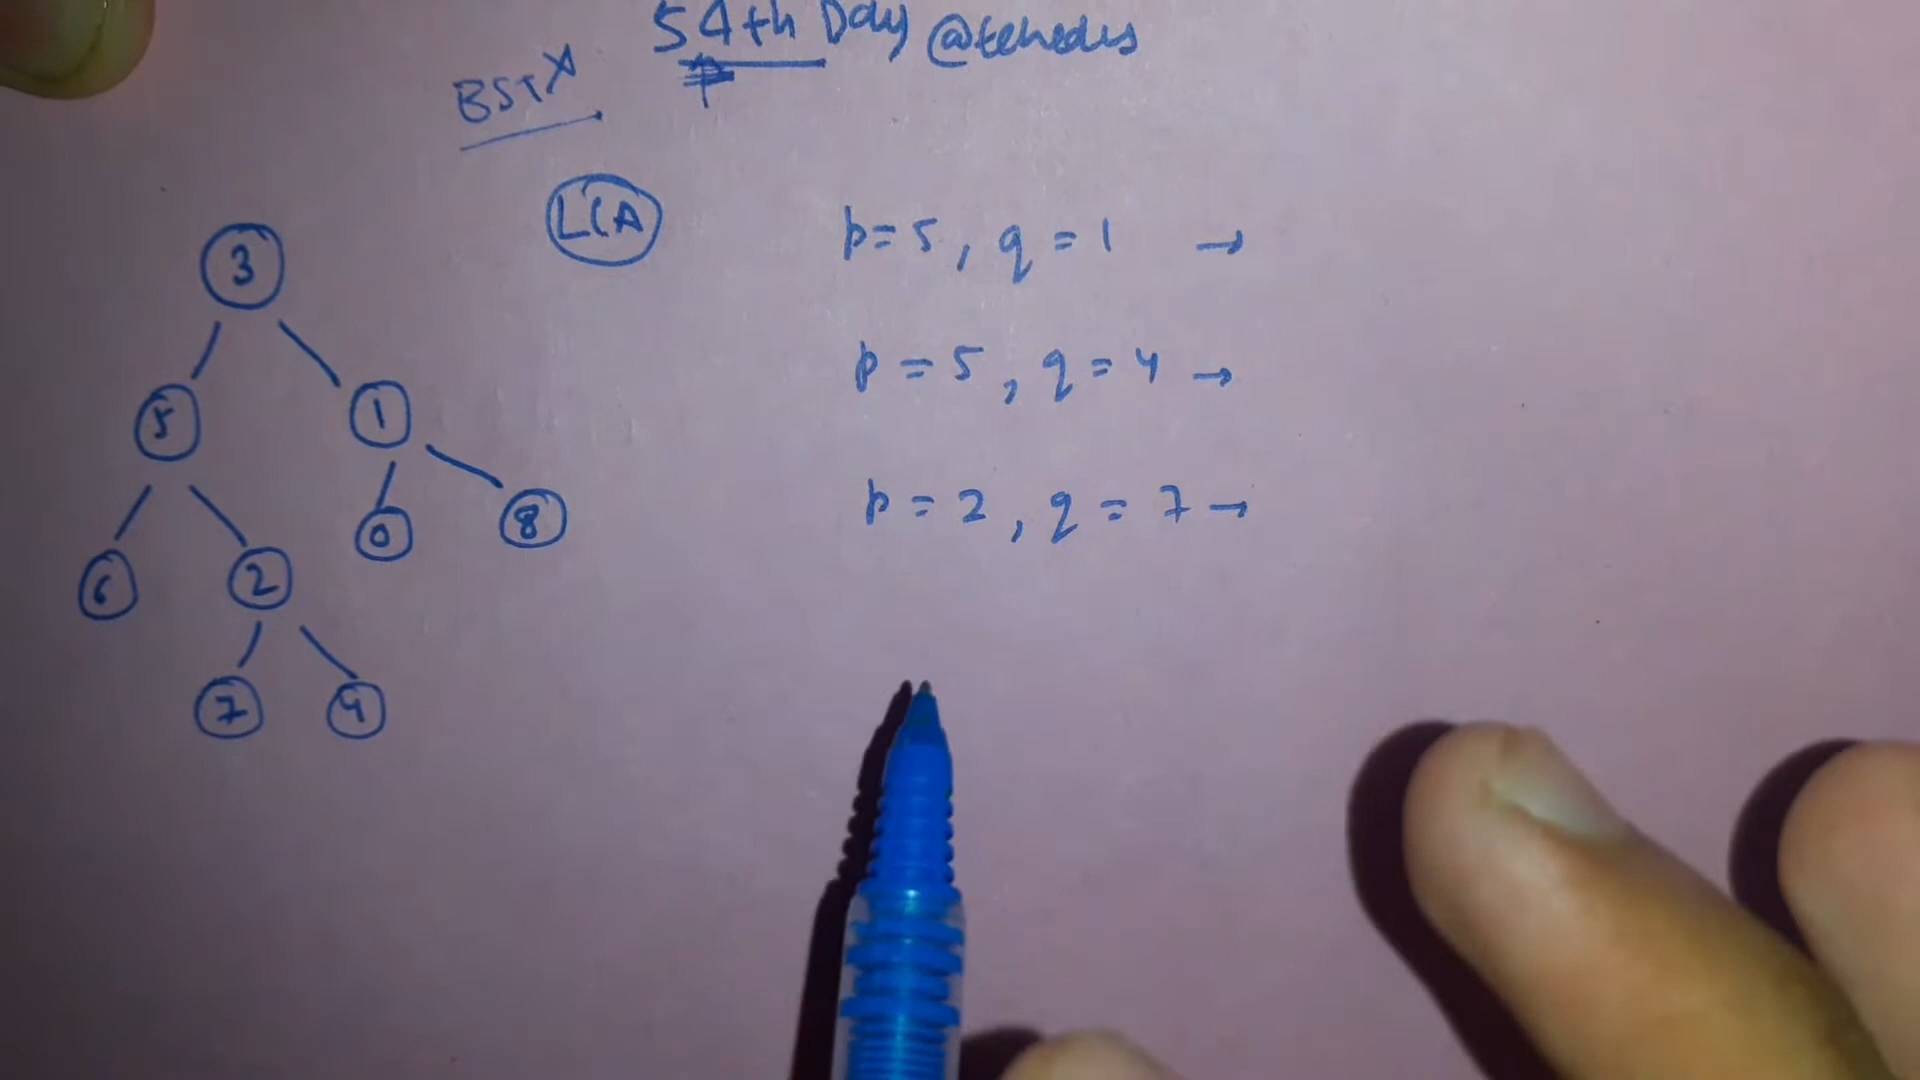 54th Day @tehedus
BST X
LCA
p = 5, q = 1 →
p = 5, q = 4 →
p = 2, q = 7 →
3
5 1
0 8
6 2
7 4